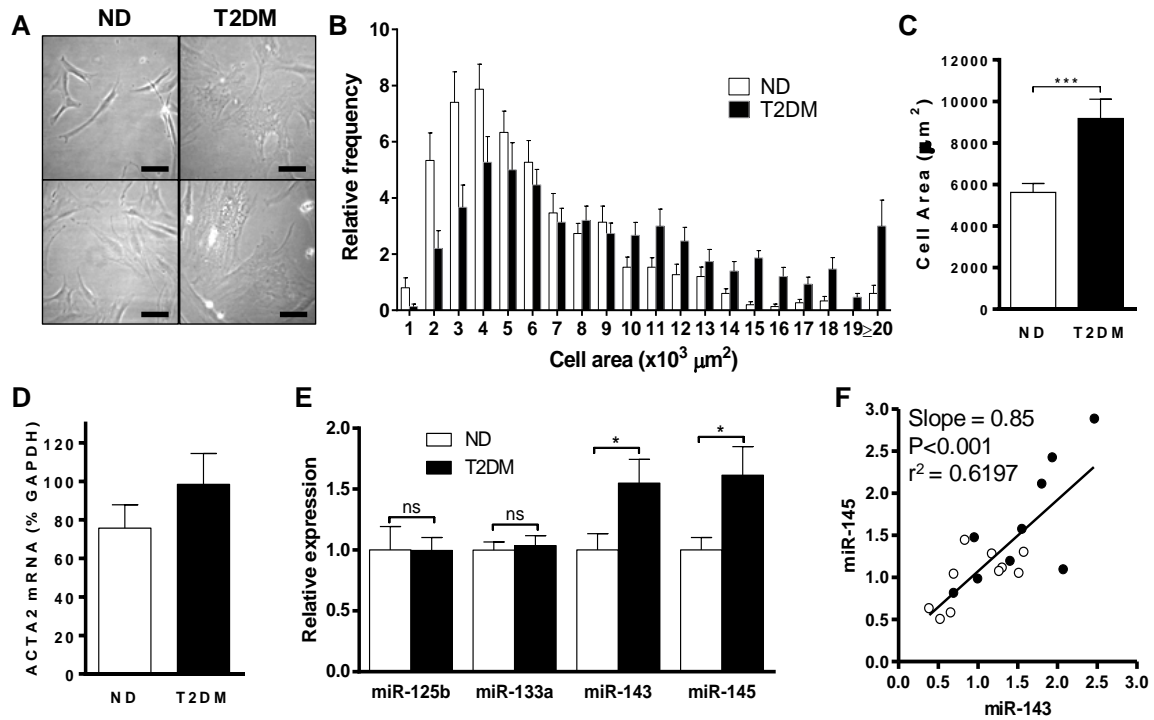 A
ND
T2DM
B
Relative frequency
8
6
4
2
0
ND
T2DM
1 2 3 4 5 6 7 8 9 10 11 12 13 14 15 16 17 18 19 ≥20
Cell area (x10³ μm²)
C
Cell Area (μm²)
12000
10000
8000
6000
4000
2000
0
***
ND T2DM
D
ACTA2 mRNA (% GAPDH)
120
100
80
60
40
20
0
ND T2DM
E
Relative expression
2.0
1.5
1.0
0.5
0.0
ND
T2DM
ns
ns
*
*
miR-125b miR-133a miR-143 miR-145
F
miR-145
3.0
2.5
2.0
1.5
1.0
0.5
0.0
Slope = 0.85
P<0.001
r² = 0.6197
0.0 0.5 1.0 1.5 2.0 2.5 3.0
miR-143